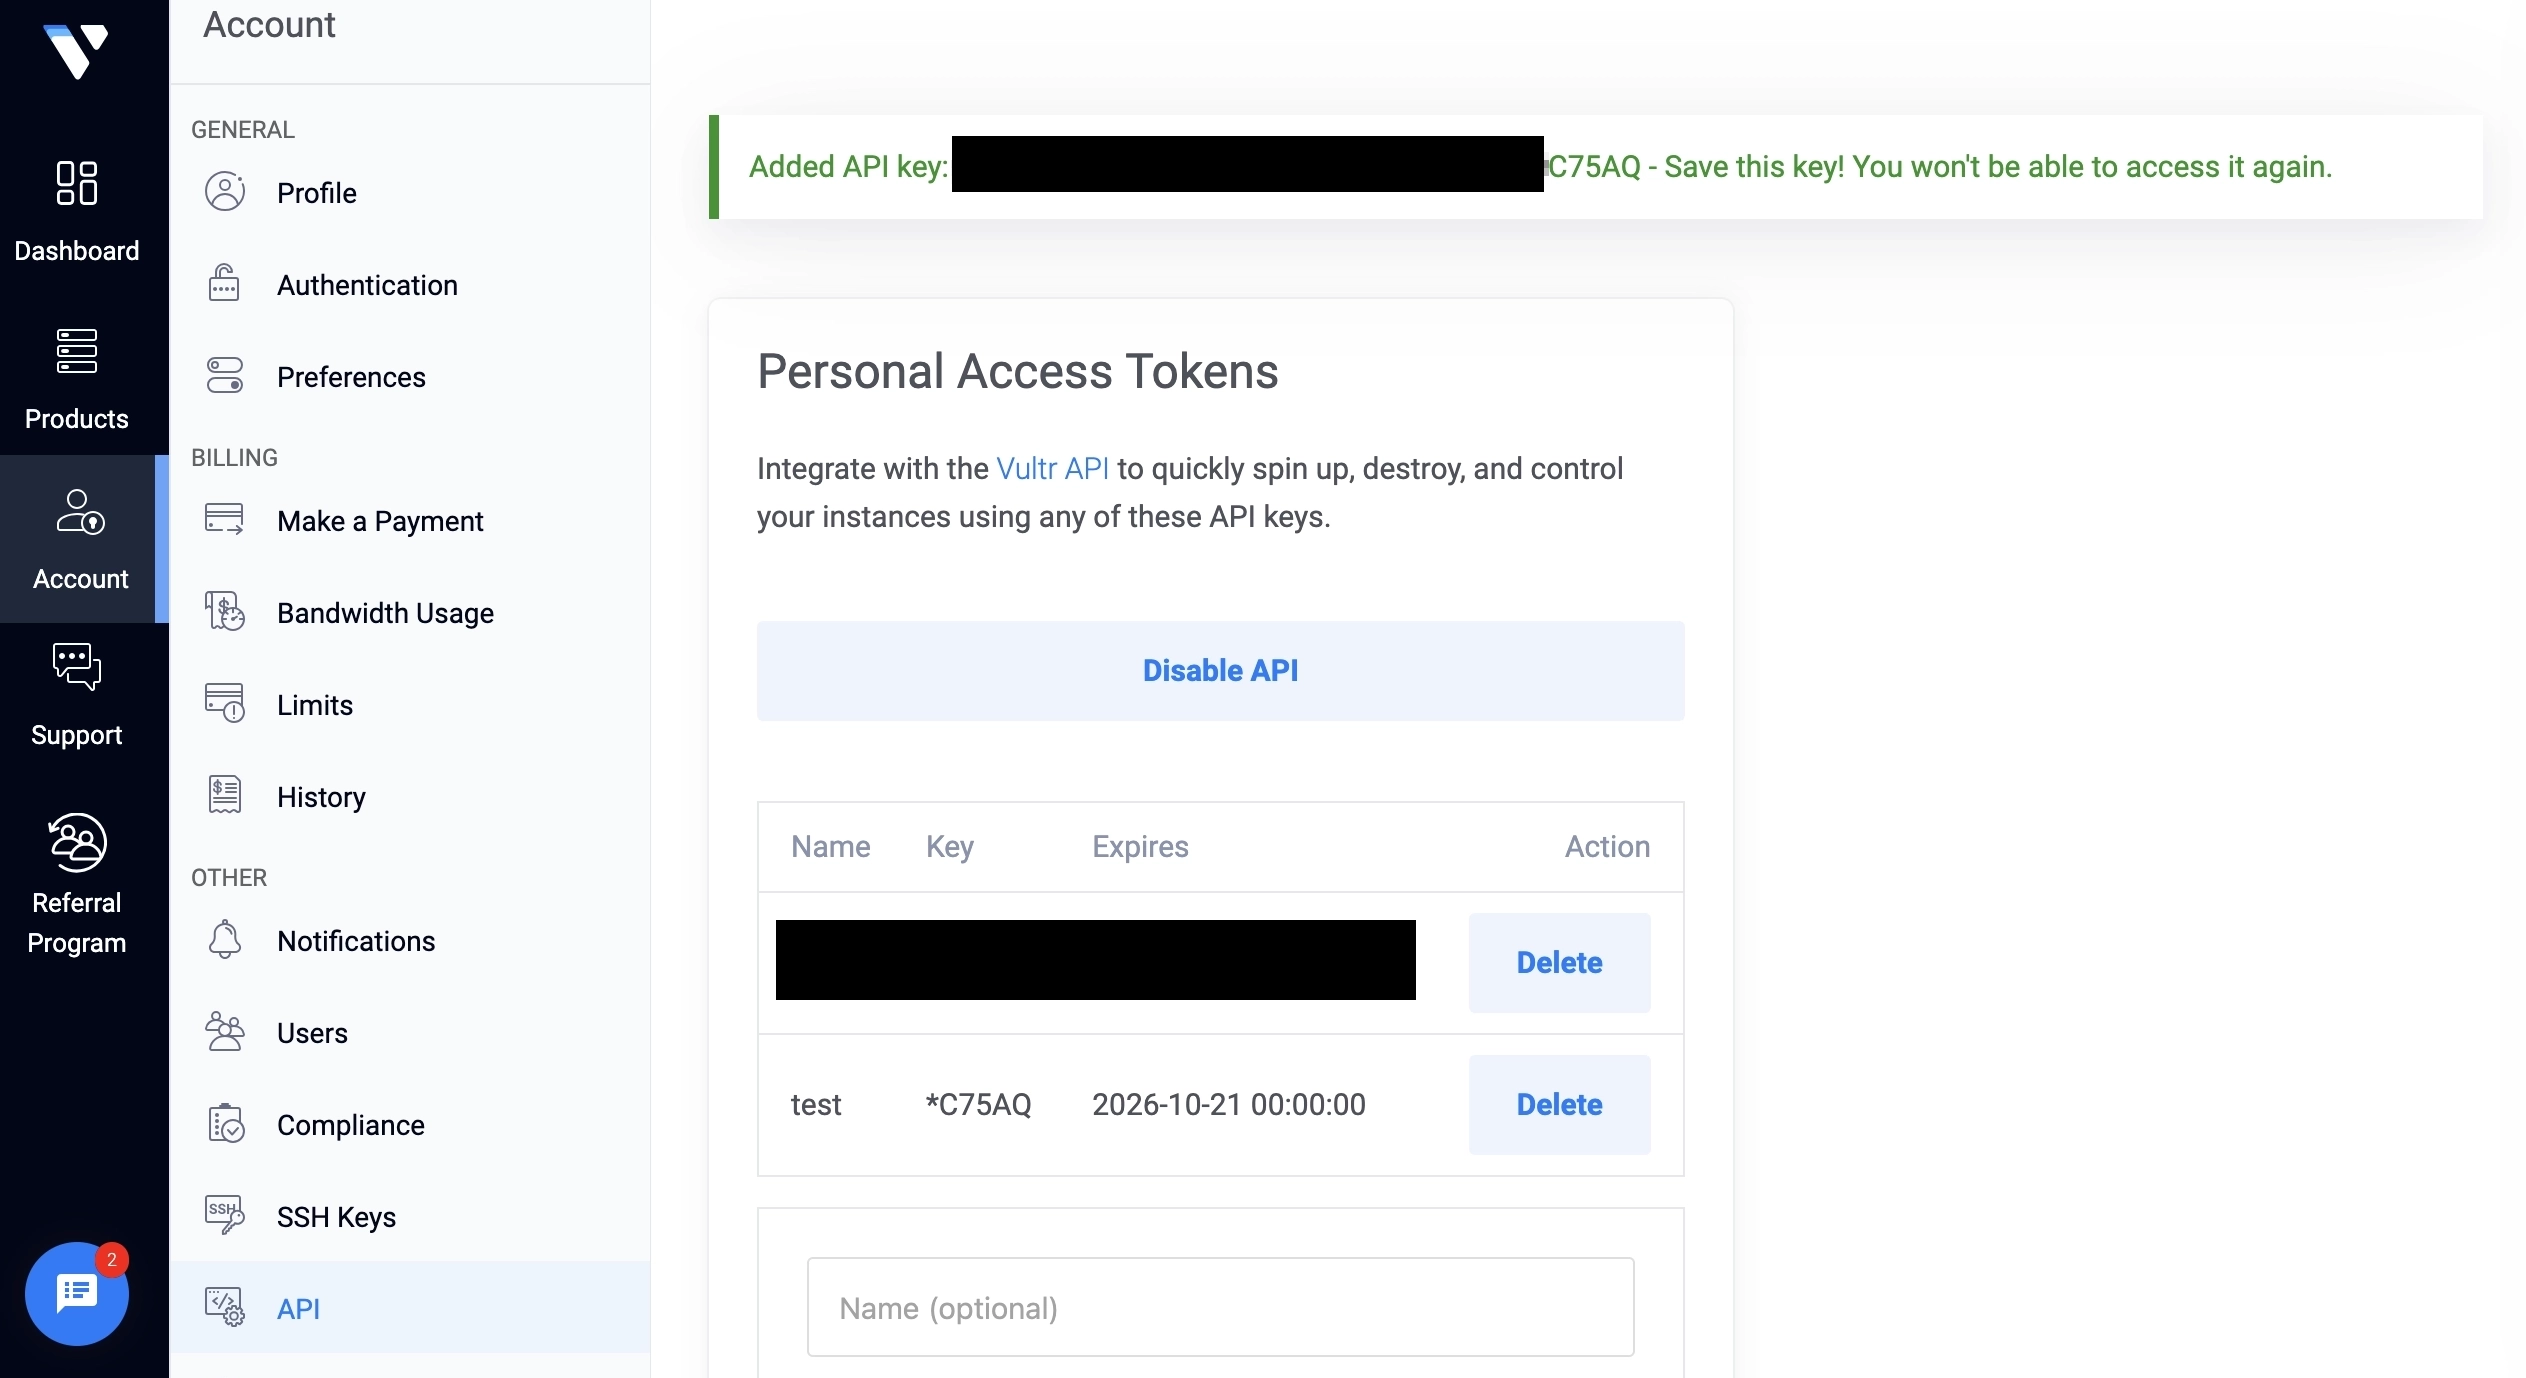 Dashboard
Products
Account
Support
Referral
Program
2
Account
GENERAL
Profile
Authentication
Preferences
BILLING
Make a Payment
Bandwidth Usage
Limits
History
OTHER
Notifications
Users
Compliance
SSH
SSH Keys
API
Added API key: C75AQ - Save this key! You won't be able to access it again.
Personal Access Tokens
Integrate with the Vultr API to quickly spin up, destroy, and control
your instances using any of these API keys.
Disable API
Name Key Expires Action
Delete
test *C75AQ 2026-10-21 00:00:00 Delete
Name (optional)